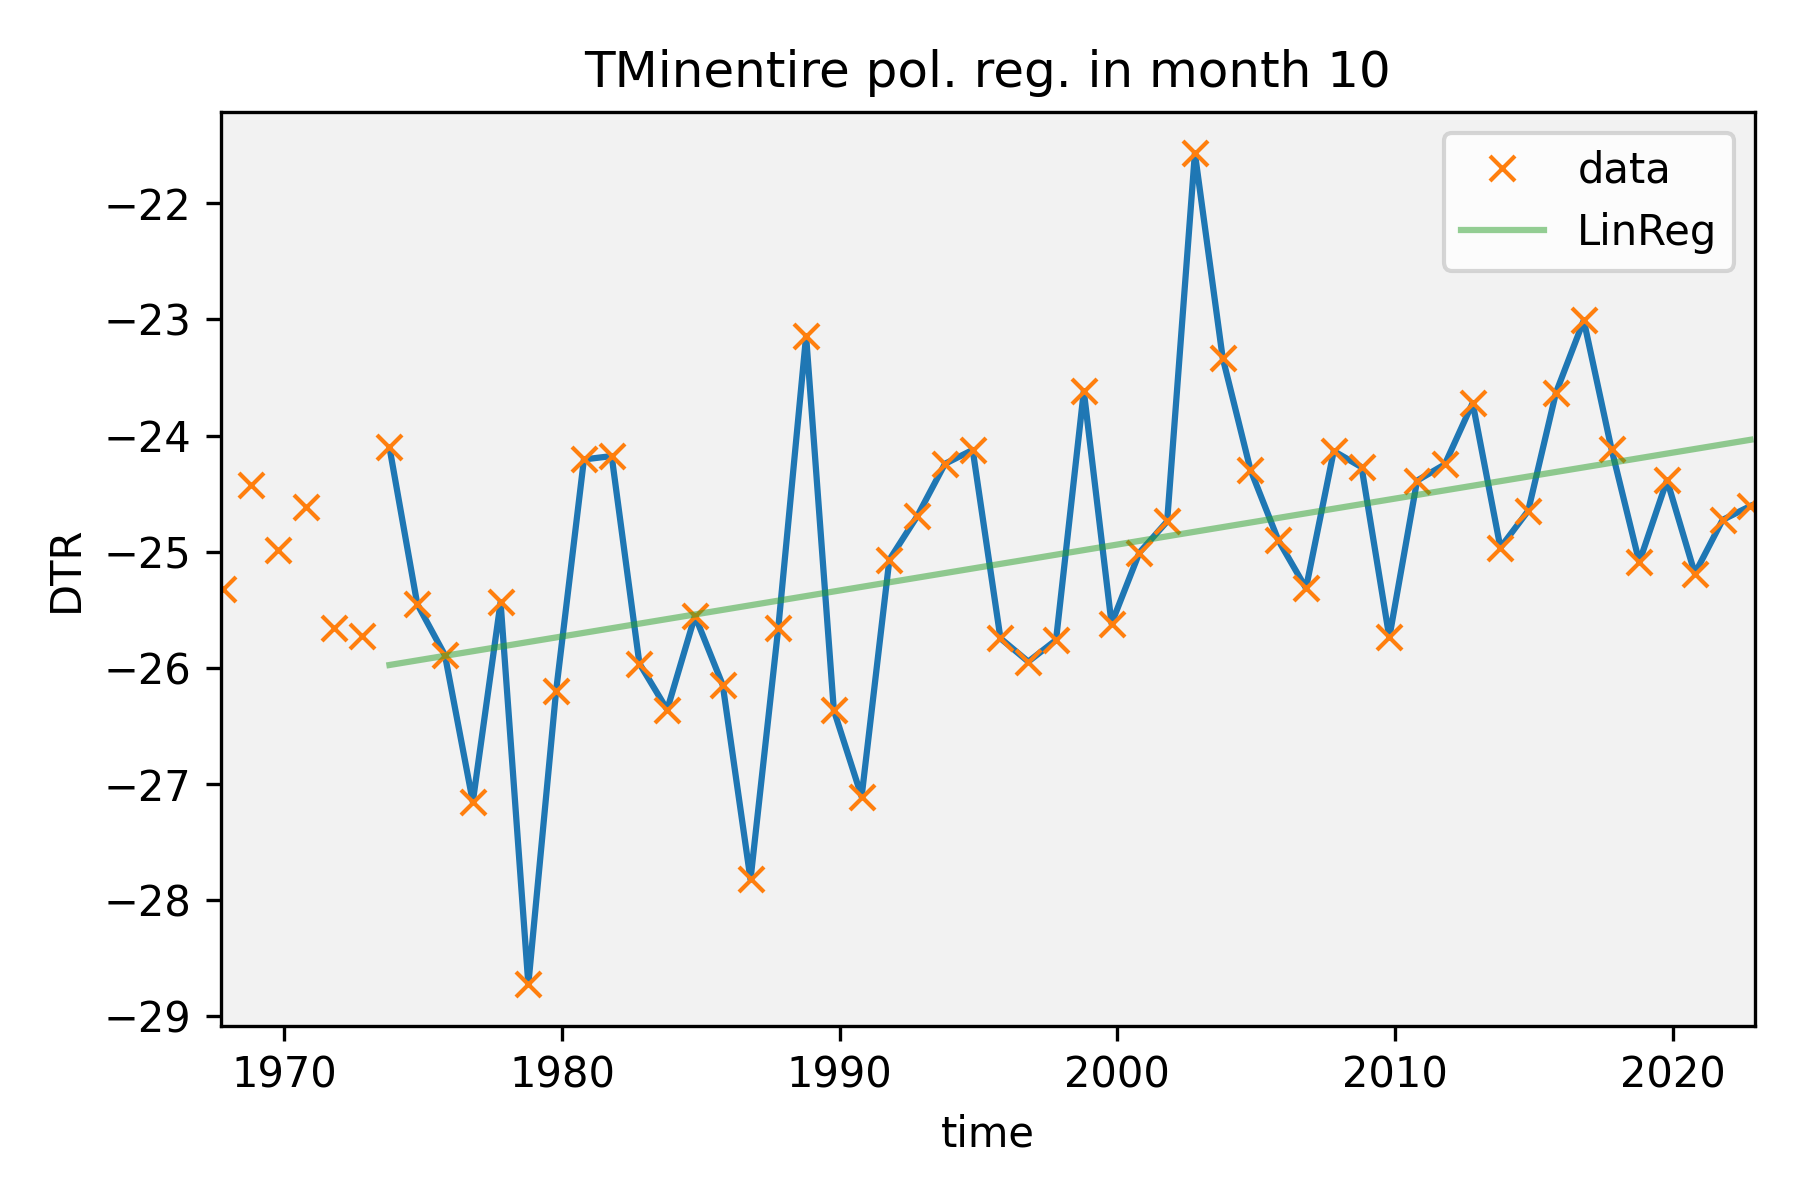 TMinentire pol. reg. in month 10
data
LinReg
DTR
−22
−23
−24
−25
−26
−27
−28
−29
1970 1980 1990 2000 2010 2020
time